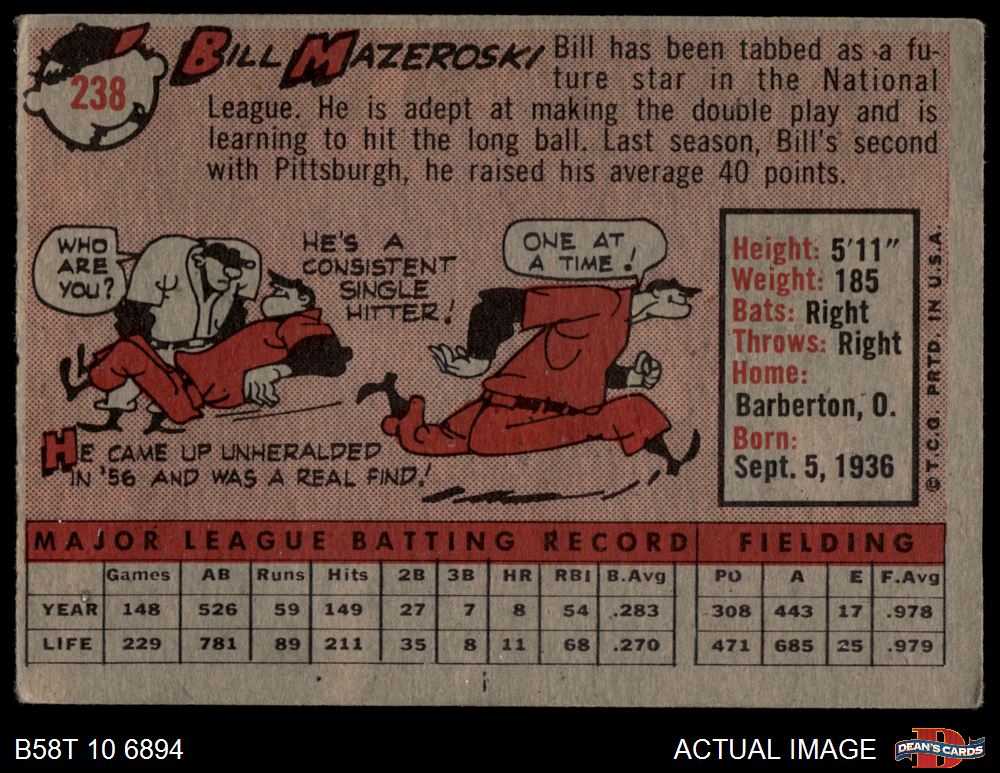 238
BILL MAZEROSKI
Bill has been tabbed as a fu-
ture star in the National
League. He is adept at making the double play and is
learning to hit the long ball. Last season, Bill's second
with Pittsburgh, he raised his average 40 points.
WHO
ARE
YOU?
HE'S A
CONSISTENT
SINGLE
HITTER!
ONE AT
A TIME!
HE CAME UP UNHERALDED
IN '56 AND WAS A REAL FIND!
Height: 5'11"
Weight: 185
Bats: Right
Throws: Right
Home:
Barberton, O.
Born:
Sept. 5, 1936
© T.C.G. PRTD. IN U.S.A.
MAJOR LEAGUE BATTING RECORD FIELDING
Games AB Runs Hits 2B 3B HR RBI B.Avg PO A E F.Avg
YEAR 148 526 59 149 27 7 8 54 .283 308 443 17 .978
LIFE 229 781 89 211 35 8 11 68 .270 471 685 25 .979
B58T 10 6894 ACTUAL IMAGE DEAN'S CARDS